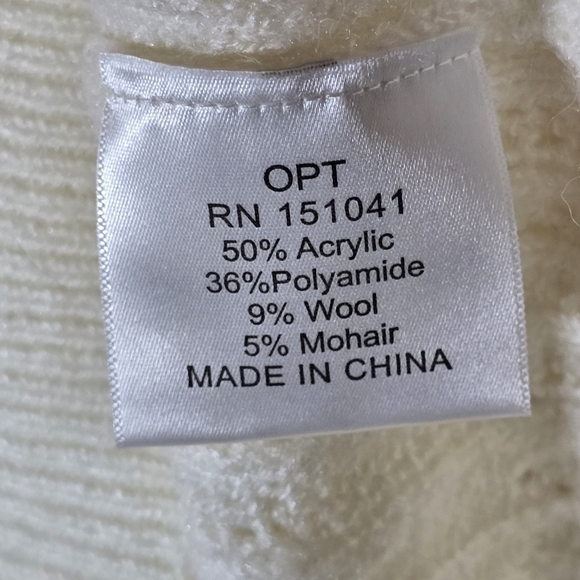 OPT
RN 151041
50% Acrylic
36%Polyamide
9% Wool
5% Mohair
MADE IN CHINA